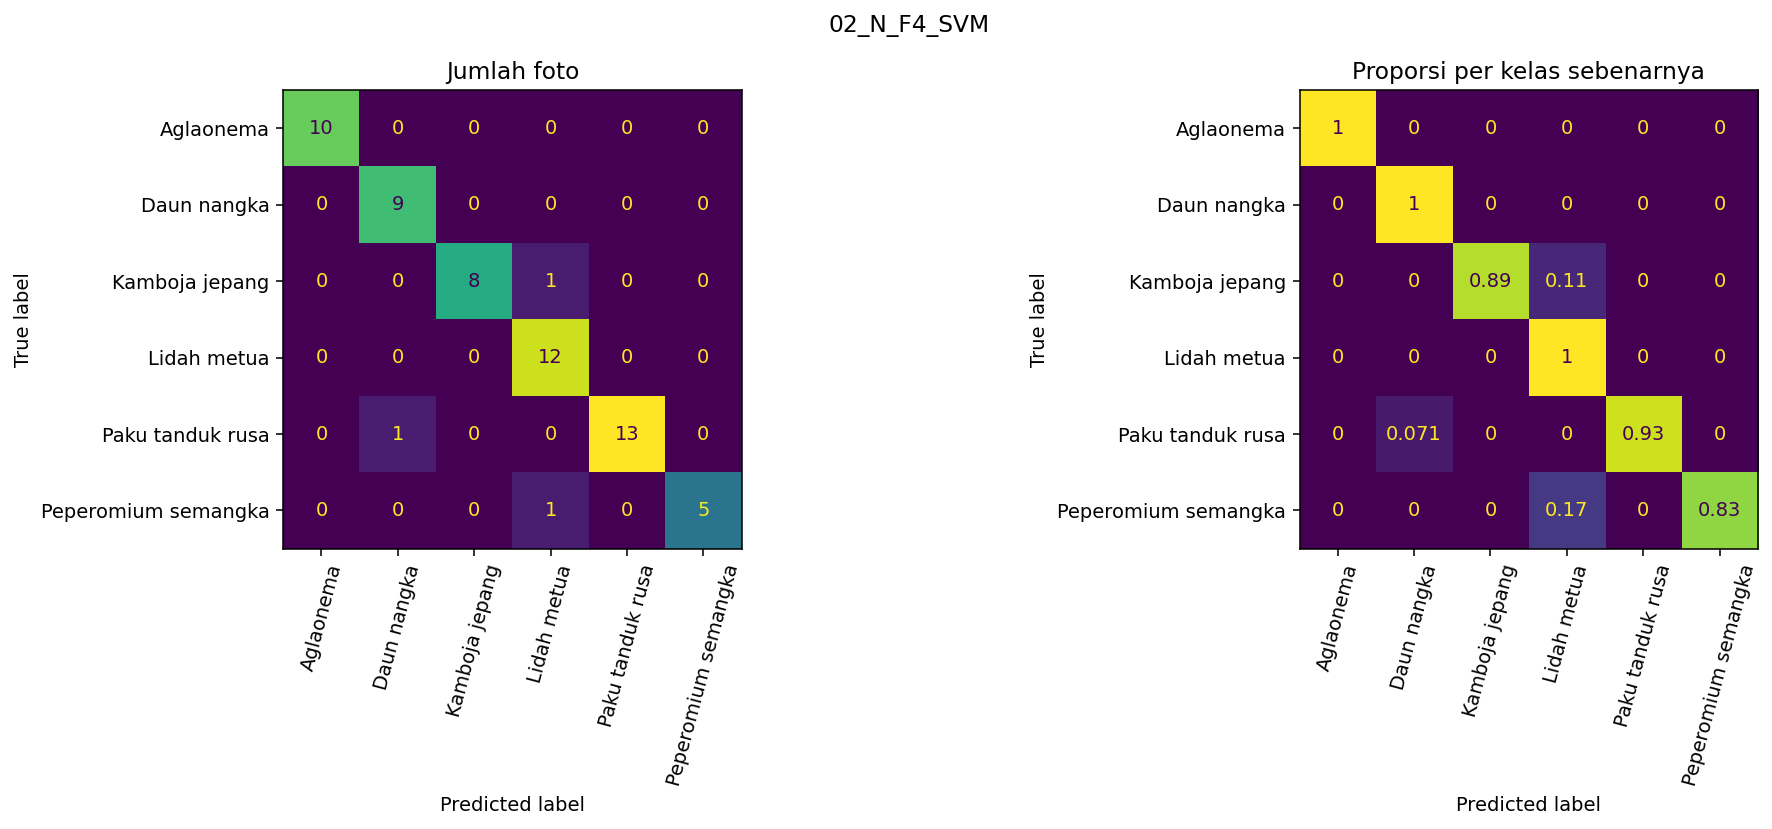 02_N_F4_SVM
Jumlah foto
True label
Aglaonema 10 0 0 0 0 0
Daun nangka 0 9 0 0 0 0
Kamboja jepang 0 0 8 1 0 0
Lidah metua 0 0 0 12 0 0
Paku tanduk rusa 0 1 0 0 13 0
Peperomium semangka 0 0 0 1 0 5
Aglaonema
Daun nangka
Kamboja jepang
Lidah metua
Paku tanduk rusa
Peperomium semangka
Predicted label
Proporsi per kelas sebenarnya
True label
Aglaonema 1 0 0 0 0 0
Daun nangka 0 1 0 0 0 0
Kamboja jepang 0 0 0.89 0.11 0 0
Lidah metua 0 0 0 1 0 0
Paku tanduk rusa 0 0.071 0 0 0.93 0
Peperomium semangka 0 0 0 0.17 0 0.83
Aglaonema
Daun nangka
Kamboja jepang
Lidah metua
Paku tanduk rusa
Peperomium semangka
Predicted label